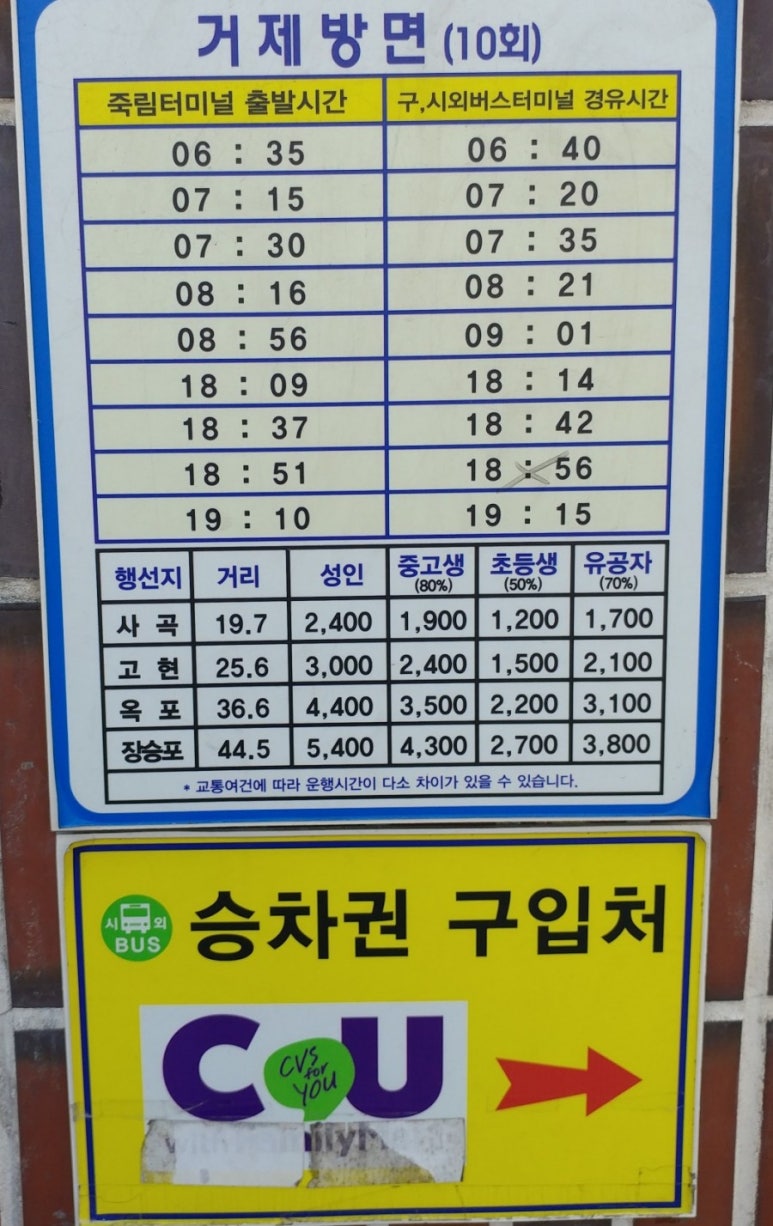 거제방면 (10회)
죽림터미널 출발시간 구,시외버스터미널 경유시간
06 : 35 06 : 40
07 : 15 07 : 20
07 : 30 07 : 35
08 : 16 08 : 21
08 : 56 09 : 01
18 : 09 18 : 14
18 : 37 18 : 42
18 : 51 18 : 56
19 : 10 19 : 15
행선지 거리 성인 중고생 (80%) 초등생 (50%) 유공자 (70%)
사 곡 19.7 2,400 1,900 1,200 1,700
고 현 25.6 3,000 2,400 1,500 2,100
옥 포 36.6 4,400 3,500 2,200 3,100
장승포 44.5 5,400 4,300 2,700 3,800
* 교통여건에 따라 운행시간이 다소 차이가 있을 수 있습니다.
시외 BUS 승차권 구입처
CU
CVS
for
YOU
with FamilyMart